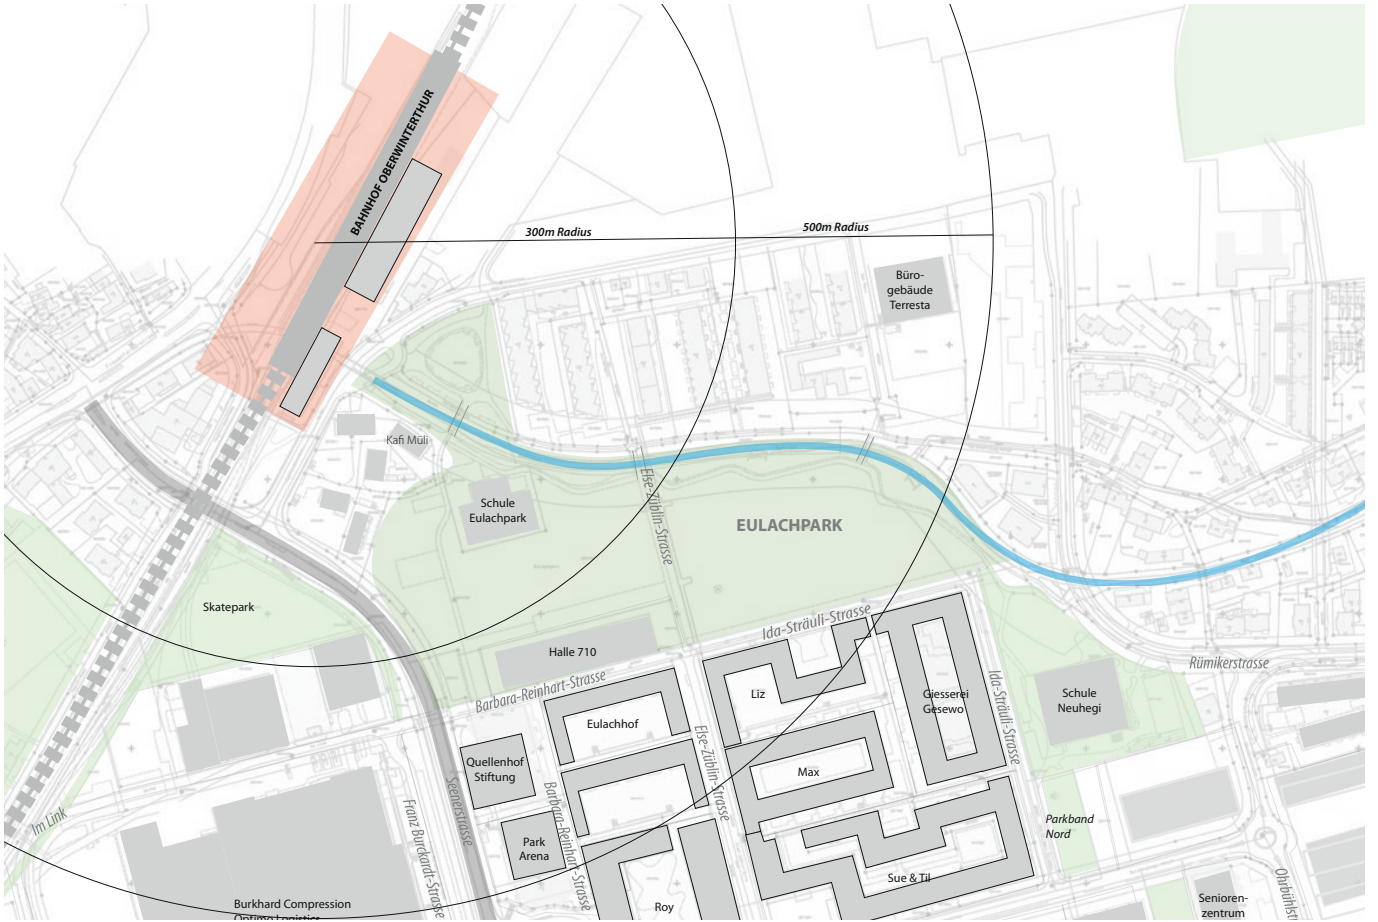 BAHNHOF OBERWINTERTHUR
300m Radius
500m Radius
Büro-
gebäude
Terresta
Kafi Müli
Schule
Eulachpark
Else-Züblin-Strasse
EULACHPARK
Skatepark
Ida-Sträuli-Strasse
Halle 710
Barbara-Reinhart-Strasse
Rümikerstrasse
Liz
Giesserei
Gesewo
Ida-Sträuli-Strasse
Schule
Neuhegi
Eulachhof
Else-Züblin-Strasse
Quellenhof
Stiftung
Max
Seenerstrasse
Barbara-Reinhart-Strasse
Franz Burckardt-Strasse
Im Link
Parkband
Nord
Park
Arena
Sue & Til
Roy
Burkhard Compression
Optimo Logistics
Senioren-
zentrum